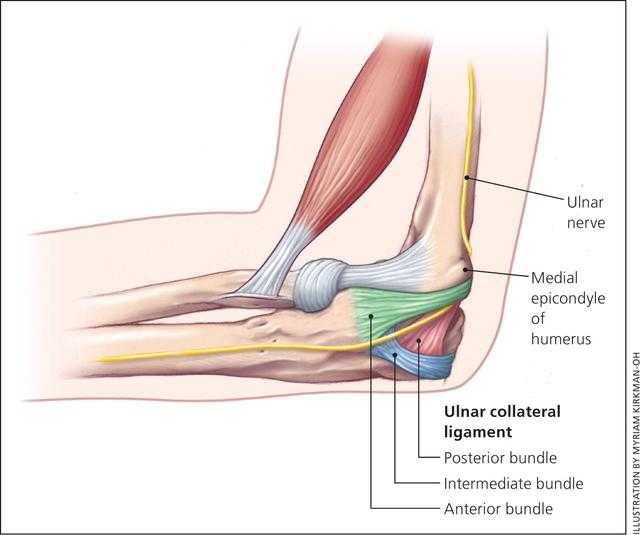 Ulnar
nerve
Medial
epicondyle
of
humerus
Ulnar collateral
ligament
Posterior bundle
Intermediate bundle
Anterior bundle
ILLUSTRATION BY MYRIAM KIRKMAN-OH